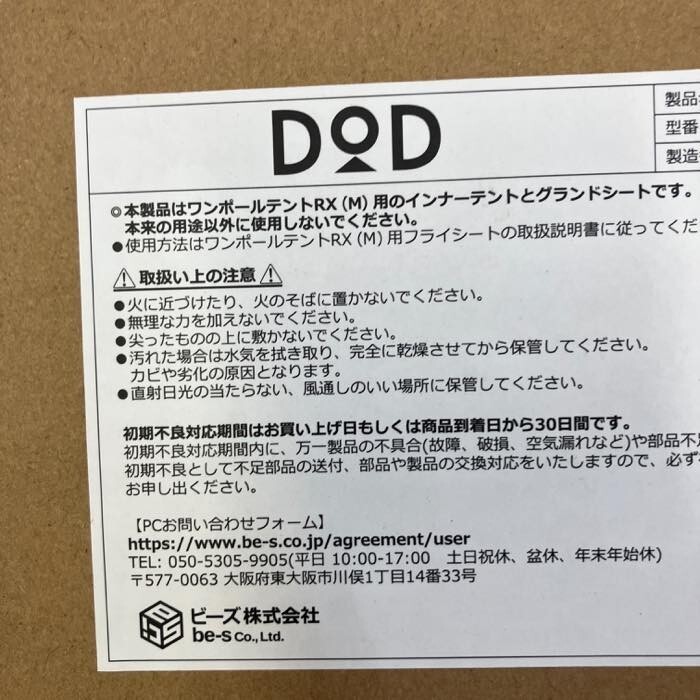 DOD
製品
型番
製造
◎本製品はワンポールテントRX（M）用のインナーテントとグランドシートです。
本来の用途以外に使用しないでください。
●使用方法はワンポールテントRX（M）用フライシートの取扱説明書に従ってくだ
取扱い上の注意
●火に近づけたり、火のそばに置かないでください。
●無理な力を加えないでください。
●尖ったものの上に敷かないでください。
●汚れた場合は水気を拭き取り、完全に乾燥させてから保管してください。
カビや劣化の原因となります。
●直射日光の当たらない、風通しのいい場所に保管してください。
初期不良対応期間はお買い上げ日もしくは商品到着日から30日間です。
初期不良対応期間内に、万一製品の不具合(故障、破損、空気漏れなど)や部品不足
初期不良として不足部品の送付、部品や製品の交換対応をいたしますので、必ず
お申し出ください。
【PCお問い合わせフォーム】
https://www.be-s.co.jp/agreement/user
TEL: 050-5305-9905(平日 10:00-17:00　土日祝休、盆休、年末年始休)
〒577-0063 大阪府東大阪市川俣1丁目14番33号
ビーズ株式会社
be-s Co., Ltd.